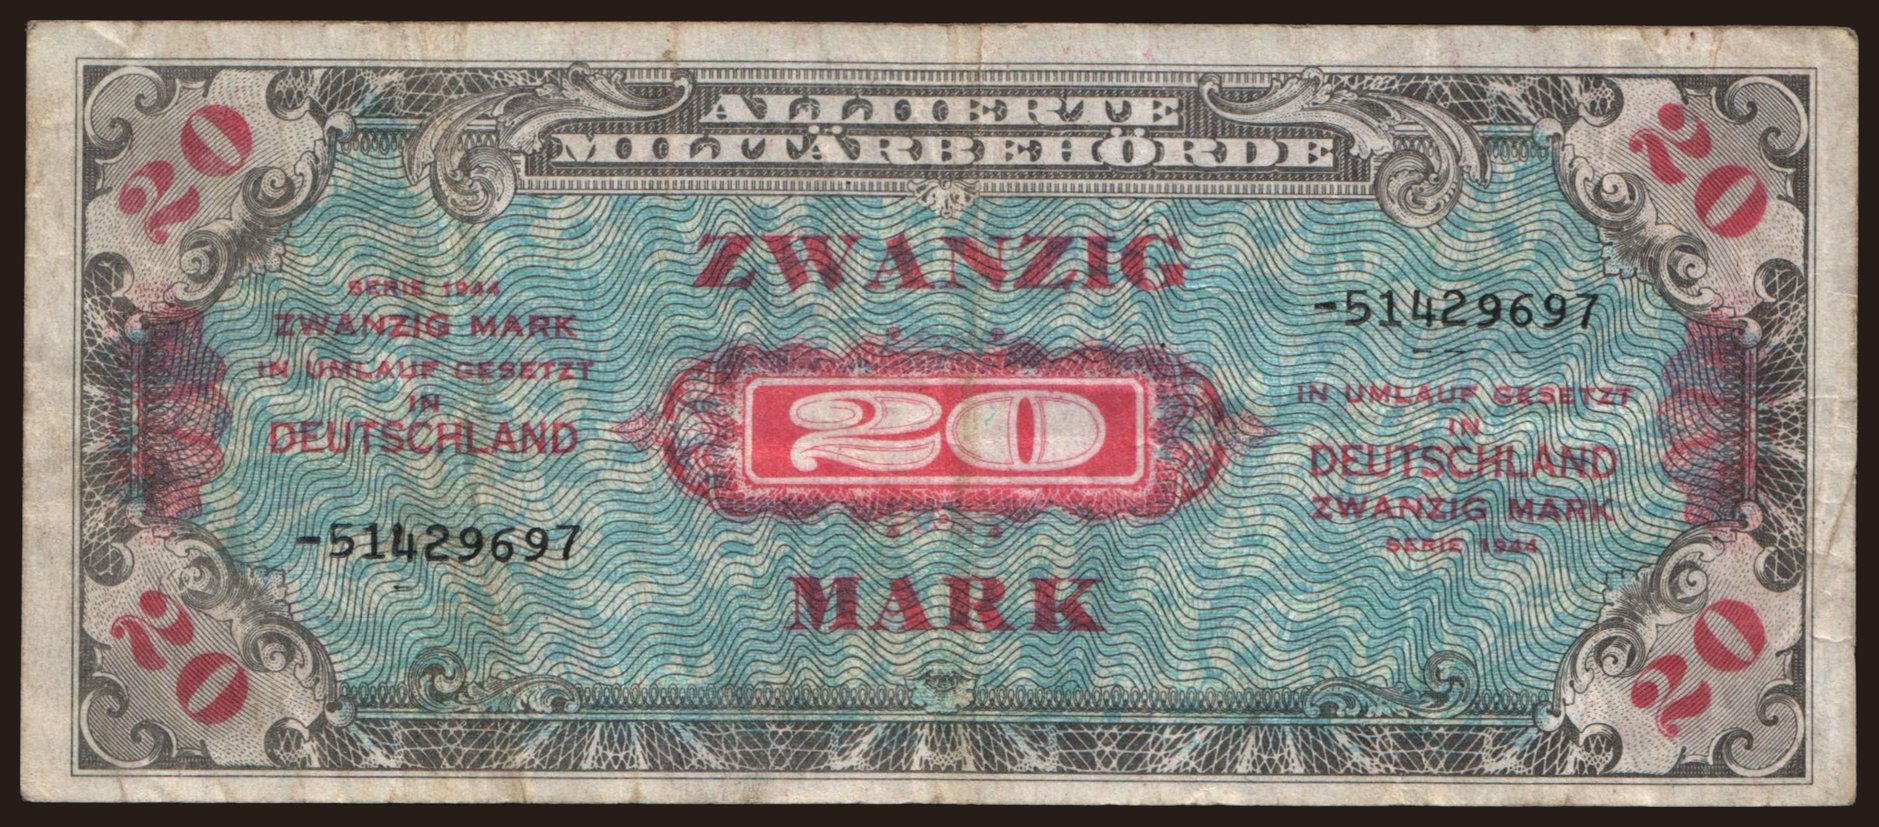 20
ALLIIERTE
MILITÄRBEHÖRDE
20
ZWANZIG
SERIE 1944
ZWANZIG MARK
IN UMLAUF GESETZT
IN
DEUTSCHLAND
-51429697
20
-51429697
IN UMLAUF GESETZT
IN
DEUTSCHLAND
ZWANZIG MARK
SERIE 1944
MARK
20
20